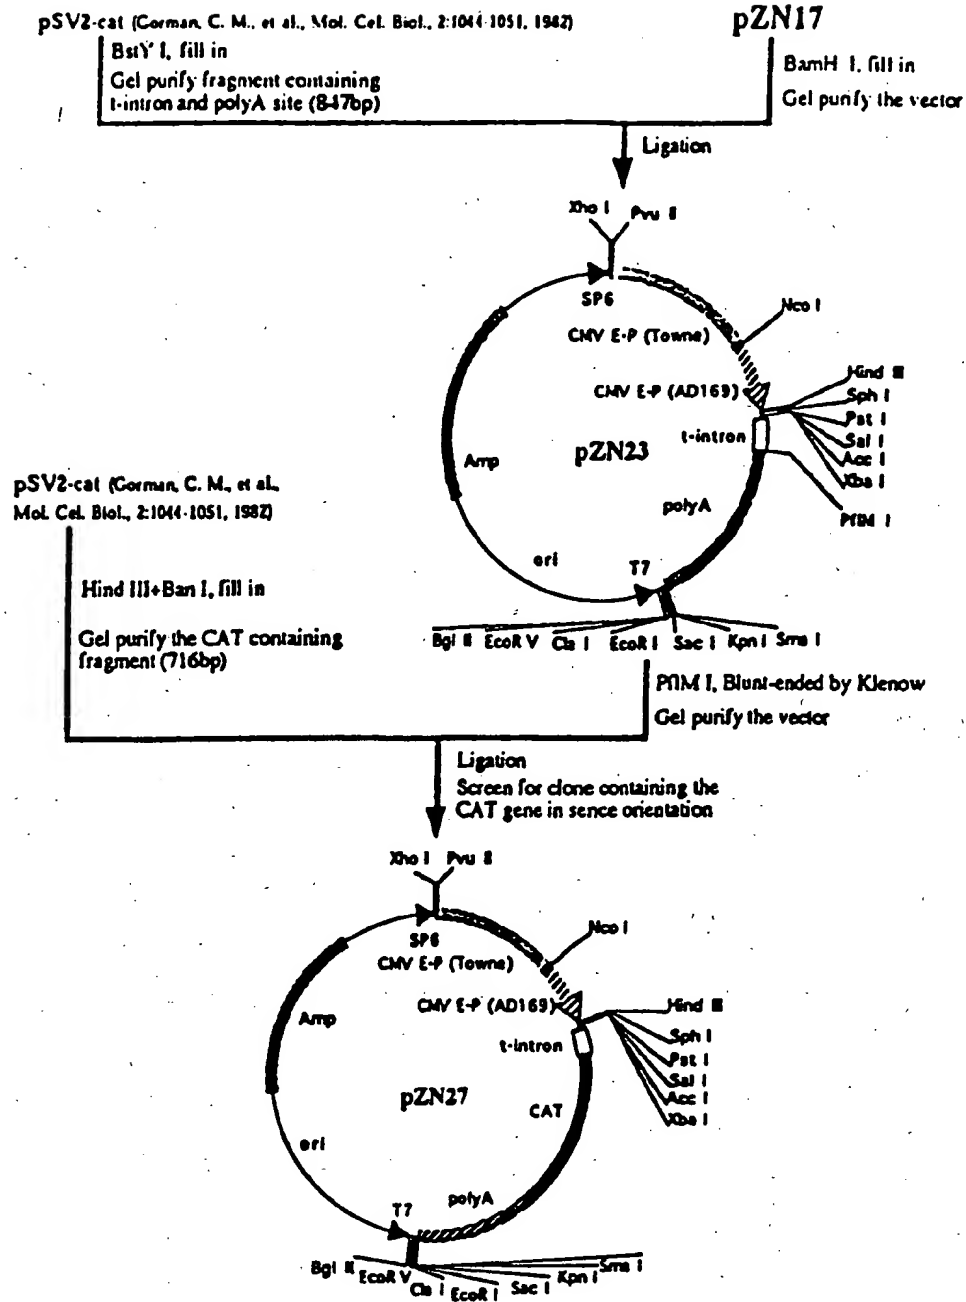 pSV2-cat (Gorman, C. M., et al., Mol. Cel. Biol., 2:1044-1051, 1982)
pZN17
BstY I, fill in
Gel purify fragment containing
t-intron and polyA site (847bp)
BamH I, fill in
Gel purify the vector
Ligation
Xho I
Pvu II
SP6
Nco I
CMV E-P (Towne)
CMV E-P (AD169)
Hind III
Sph I
Pst I
Sal I
Acc I
Xba I
t-intron
pZN23
Amp
polyA
PflM I
ori
T7
Bgl II EcoR V Cla I EcoR I Sac I Kpn I Sma I
pSV2-cat (Gorman, C. M., et al.,
Mol. Cel. Biol., 2:1044-1051, 1982)
Hind III+Ban I, fill in
Gel purify the CAT containing
fragment (716bp)
PflM I, Blunt-ended by Klenow
Gel purify the vector
Ligation
Screen for clone containing the
CAT gene in sence orientation
Xho I Pvu II
SP6
Nco I
CMV E-P (Towne)
CMV E-P (AD169)
Hind III
Sph I
Pst I
Sal I
Acc I
Xba I
t-intron
Amp
pZN27
CAT
ori
polyA
T7
Bgl II EcoR V Cla I EcoR I Sac I Kpn I Sma I